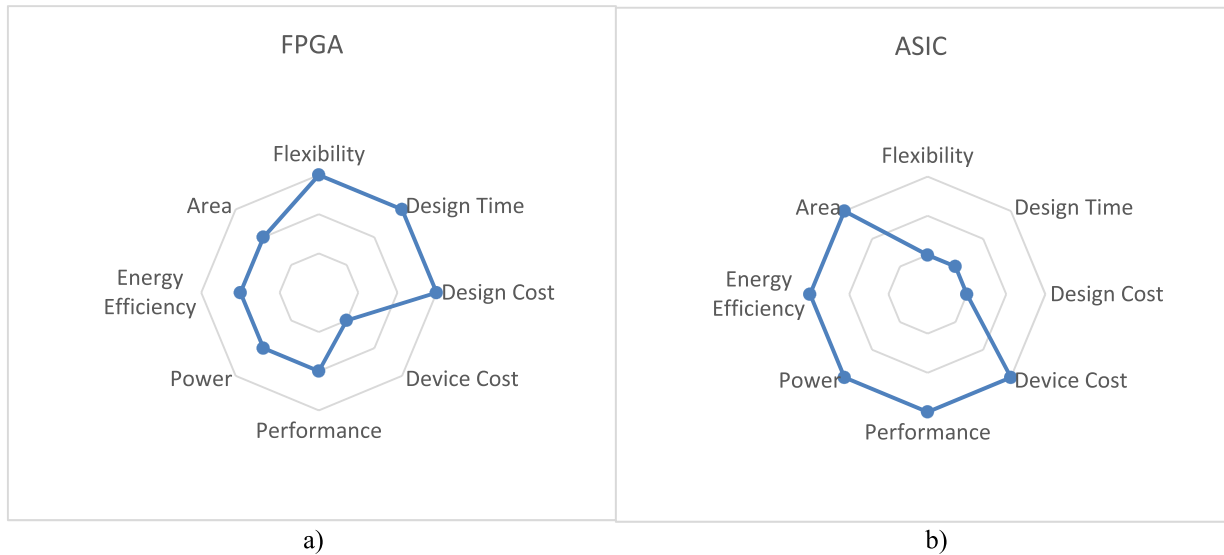 FPGA
Flexibility
Area
Design Time
Energy
Efficiency
Design Cost
Power
Device Cost
Performance
a)
ASIC
Flexibility
Area
Design Time
Energy
Efficiency
Design Cost
Power
Device Cost
Performance
b)